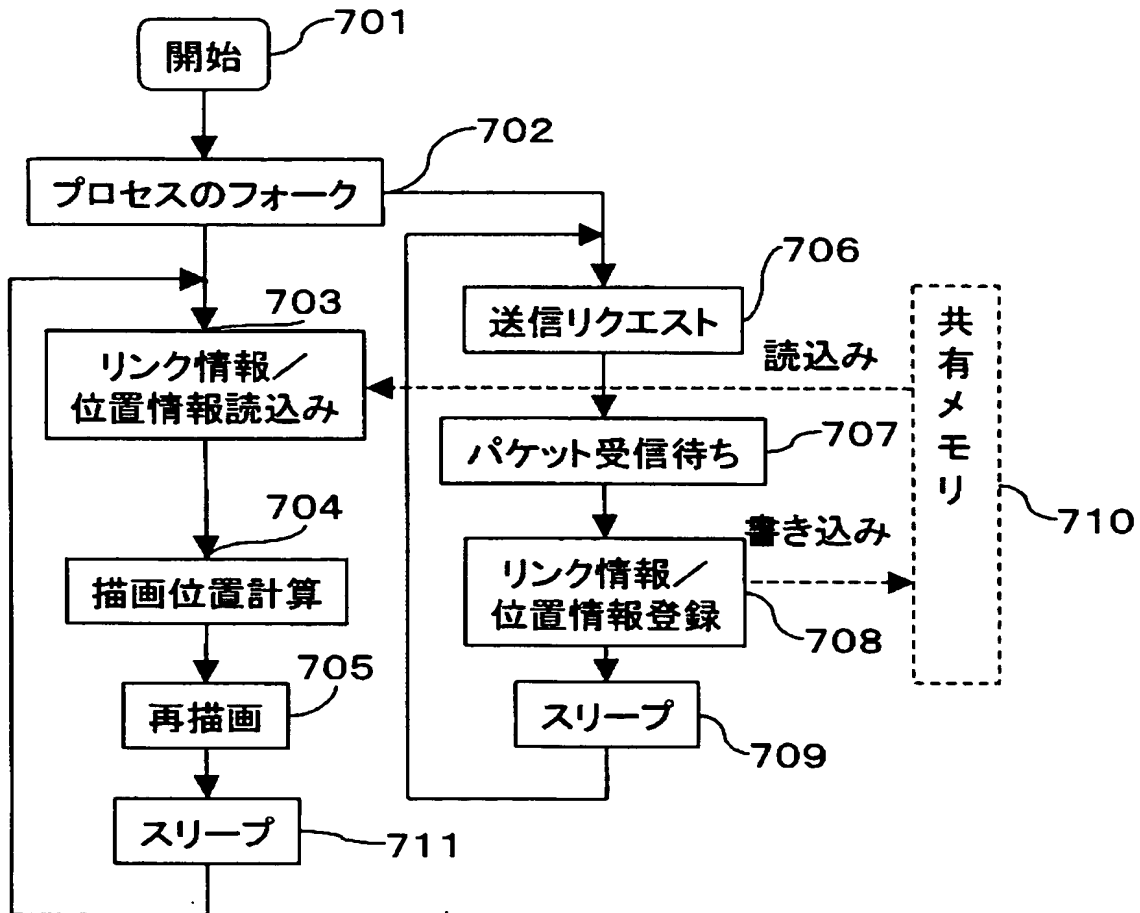 開始
701
プロセスのフォーク
702
703
リンク情報／
位置情報読込み
704
描画位置計算
705
再描画
スリープ
711
706
送信リクエスト
読込み
パケット受信待ち
707
書き込み
リンク情報／
位置情報登録
708
スリープ
709
共有メモリ
710